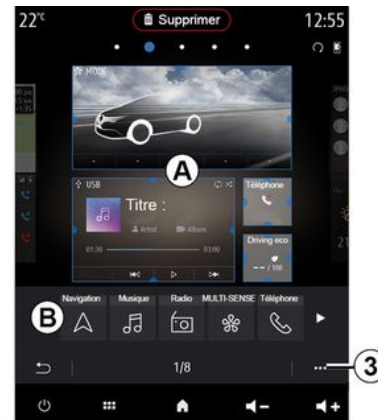 22°C
Supprimer
12:55
MODE
A
USB
Titre :
Artist
Album
01:30
03:00
Téléphone
Driving eco
-- / 100
B
Navigation
Musique
Radio
MULTI-SENSE
Téléphone
1/8
3